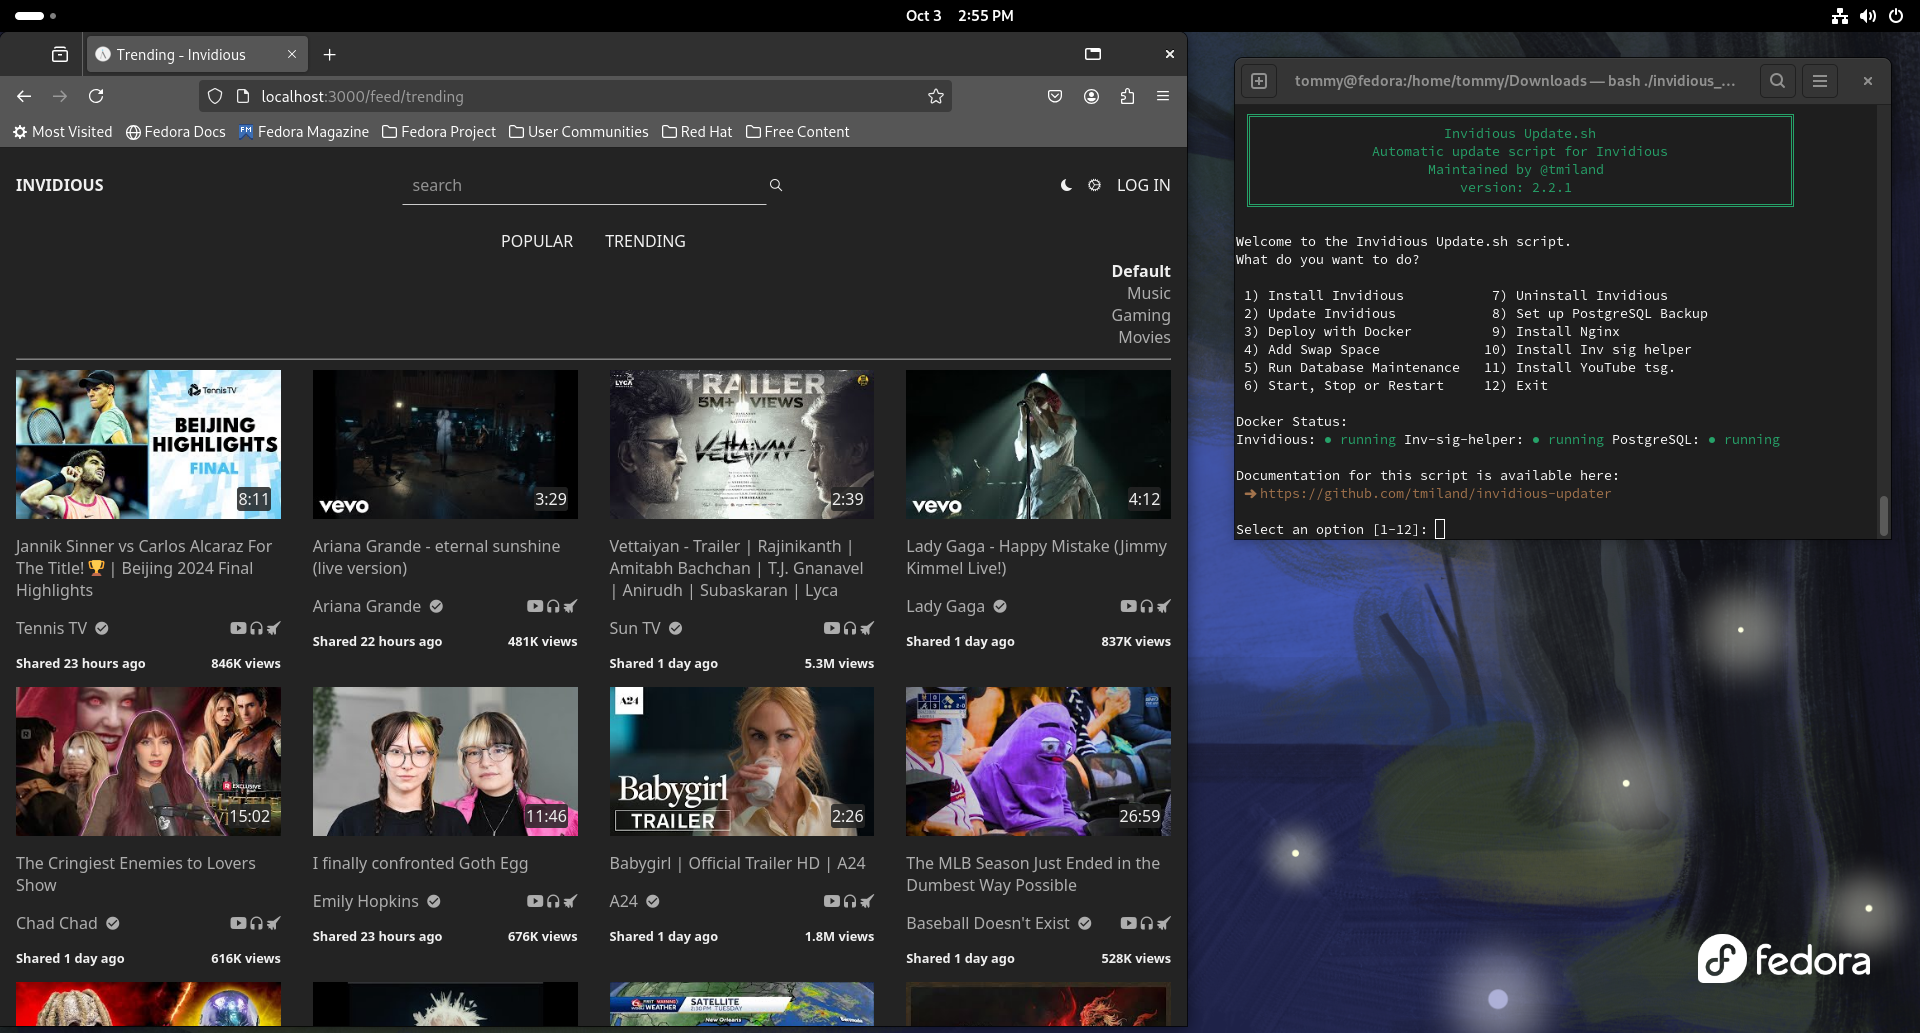 Oct 3 2:55 PM
Trending - Invidious
localhost:3000/feed/trending
Most Visited Fedora Docs Fedora Magazine Fedora Project User Communities Red Hat Free Content
INVIDIOUS search LOG IN
POPULAR TRENDING
Default
Music
Gaming
Movies
TennisTV
BEIJING
HIGHLIGHTS
FINAL
8:11
Jannik Sinner vs Carlos Alcaraz For
The Title!🏆 | Beijing 2024 Final
Highlights
Tennis TV
Shared 23 hours ago 846K views
vevo 3:29
Ariana Grande - eternal sunshine
(live version)
Ariana Grande
Shared 22 hours ago 481K views
LYCA
TRAILER
5M+ VIEWS
VETTAIYAN
2:39
Vettaiyan - Trailer | Rajinikanth |
Amitabh Bachchan | T.J. Gnanavel
| Anirudh | Subaskaran | Lyca
Sun TV
Shared 1 day ago 5.3M views
vevo 4:12
Lady Gaga - Happy Mistake (Jimmy
Kimmel Live!)
Lady Gaga
Shared 1 day ago 837K views
EXCLUSIVE
15:02
The Cringiest Enemies to Lovers
Show
Chad Chad
Shared 1 day ago 616K views
11:46
I finally confronted Goth Egg
Emily Hopkins
Shared 23 hours ago 676K views
A24
Babygirl
TRAILER
2:26
Babygirl | Official Trailer HD | A24
A24
Shared 1 day ago 1.8M views
26:59
The MLB Season Just Ended in the
Dumbest Way Possible
Baseball Doesn't Exist
Shared 1 day ago 528K views
WEATHER SATELLITE
TUESDAY
New Orleans
tommy@fedora:/home/tommy/Downloads — bash ./invidious_...
Invidious Update.sh
Automatic update script for Invidious
Maintained by @tmiland
version: 2.2.1
Welcome to the Invidious Update.sh script.
What do you want to do?
1) Install Invidious 7) Uninstall Invidious
2) Update Invidious 8) Set up PostgreSQL Backup
3) Deploy with Docker 9) Install Nginx
4) Add Swap Space 10) Install Inv sig helper
5) Run Database Maintenance 11) Install YouTube tsg.
6) Start, Stop or Restart 12) Exit
Docker Status:
Invidious: ● running Inv-sig-helper: ● running PostgreSQL: ● running
Documentation for this script is available here:
➜ https://github.com/tmiland/invidious-updater
Select an option [1-12]:
fedora